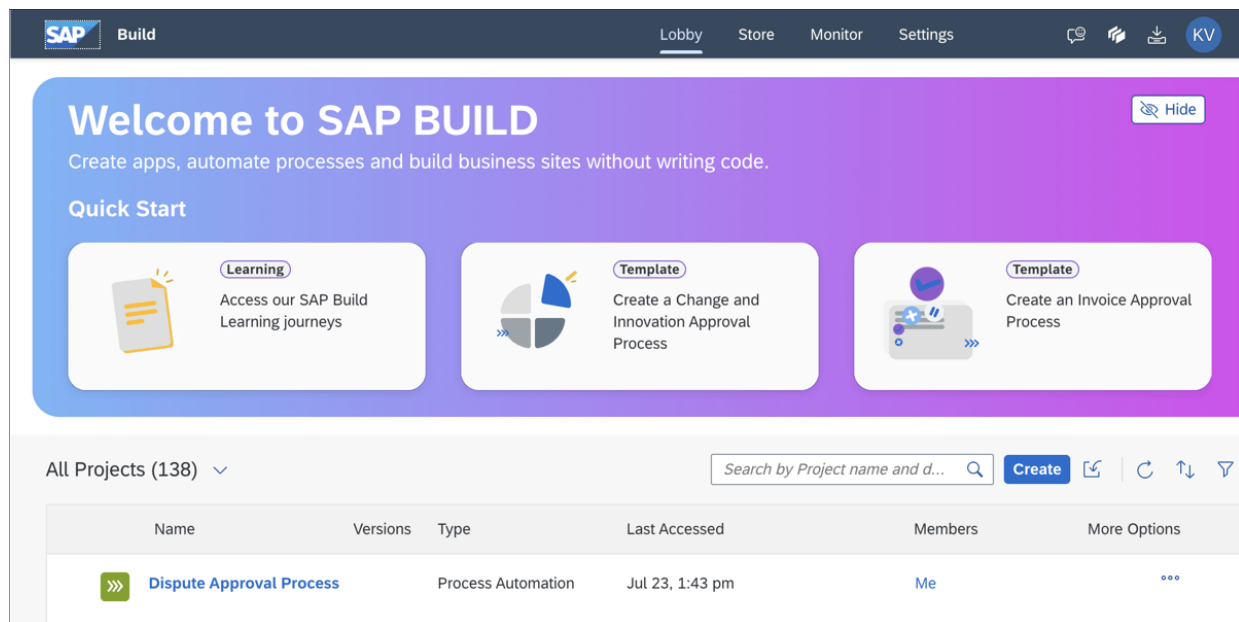 SAP Build Lobby Store Monitor Settings KV
Welcome to SAP BUILD
Hide
Create apps, automate processes and build business sites without writing code.
Quick Start
Learning
Access our SAP Build
Learning journeys
Template
Create a Change and
Innovation Approval
Process
Template
Create an Invoice Approval
Process
All Projects (138) Search by Project name and d... Create
Name Versions Type Last Accessed Members More Options
Dispute Approval Process Process Automation Jul 23, 1:43 pm Me